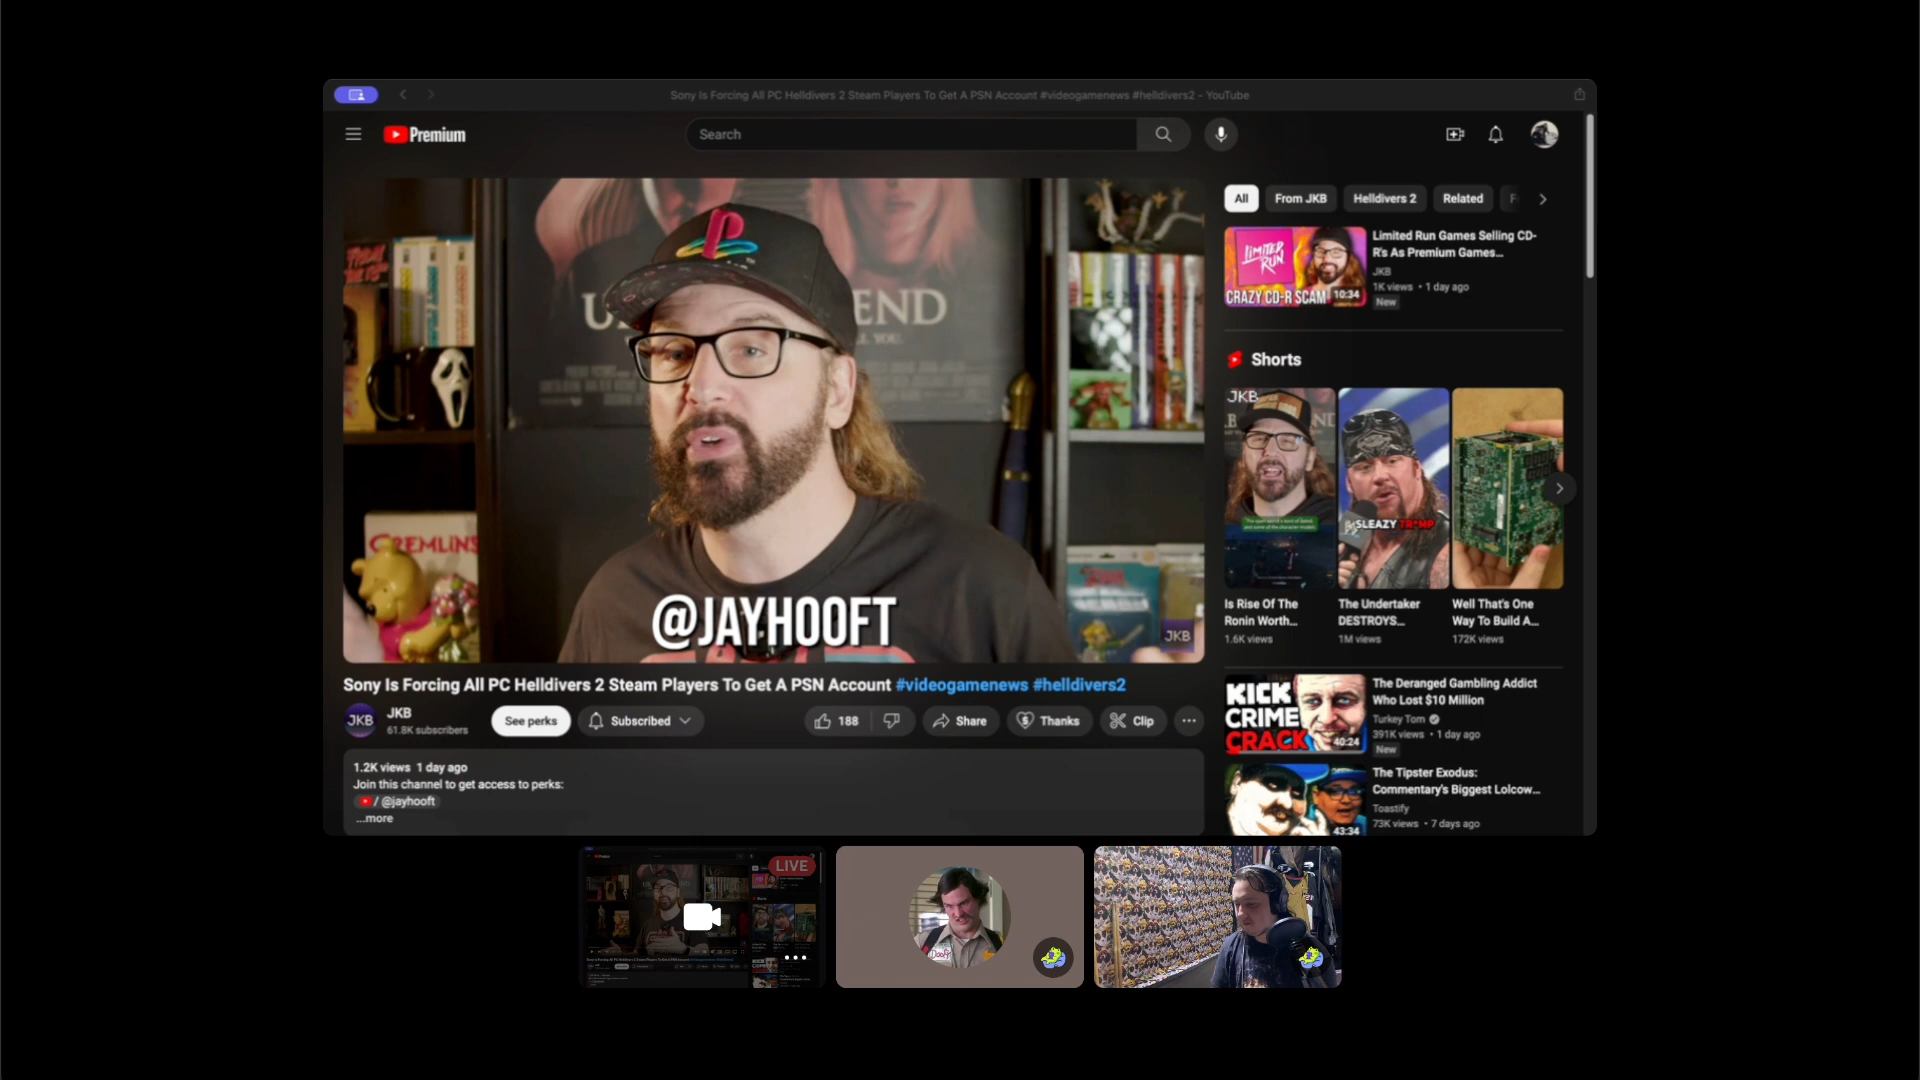 Sony Is Forcing All PC Helldivers 2 Steam Players To Get A PSN Account #videogamenews #helldivers2 – YouTube
Premium
Search
END
L YOU.
GREMLINS
@JAYHOOFT
JKB
Sony Is Forcing All PC Helldivers 2 Steam Players To Get A PSN Account #videogamenews #helldivers2
JKB
JKB
61.8K subscribers
See perks
Subscribed
188
Share
Thanks
Clip
1.2K views 1 day ago
Join this channel to get access to perks:
/ @jayhooft
...more
All
From JKB
Helldivers 2
Related
LIMITED RUN
CRAZY CD-R SCAM
10:34
Limited Run Games Selling CD-
R's As Premium Games...
JKB
1K views • 1 day ago
New
Shorts
JKB
SLEAZY TR*MP
Is Rise Of The
Ronin Worth...
1.6K views
The Undertaker
DESTROYS...
1M views
Well That's One
Way To Build A...
172K views
KICK
CRIME
CRACK
40:24
The Deranged Gambling Addict
Who Lost $10 Million
Turkey Tom
391K views • 1 day ago
New
43:34
The Tipster Exodus:
Commentary's Biggest Lolcow...
Toastify
73K views • 7 days ago
LIVE